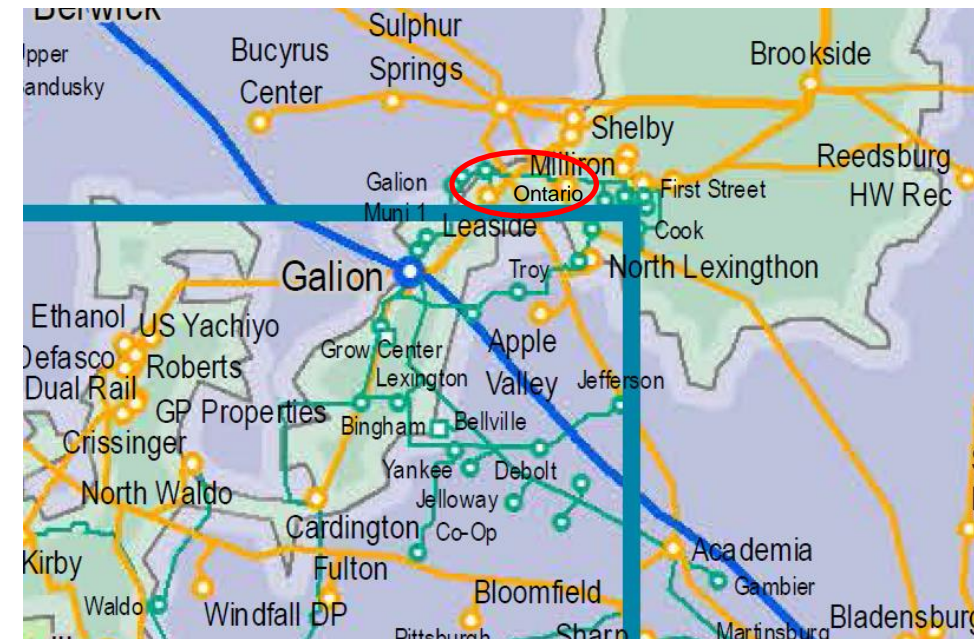 Berwick
Sulphur
Springs
Bucyrus
Center
Brookside
Upper
Sandusky
Shelby
Milliron
Reedsburg
HW Rec
Galion
Muni 1
Ontario
First Street
Leaside
Cook
Galion
Troy
North Lexingthon
Ethanol
US Yachiyo
Defasco
Roberts
Dual Rail
Grow Center
Apple
Valley
Lexington
Jefferson
GP Properties
Bingham
Bellville
Crissinger
Yankee
Debolt
North Waldo
Jelloway
Co-Op
Cardington
Academia
Kirby
Fulton
Gambier
Bloomfield
Waldo
Windfall DP
Bladensburg
Pittsburgh
Sharp
Martinsburg